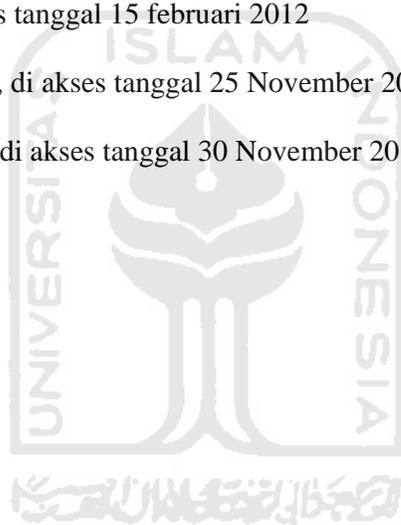 s tanggal 15 februari 2012
, di akses tanggal 25 November 20
di akses tanggal 30 November 20
ISLAM
UNIVERSITAS
INDONESIA